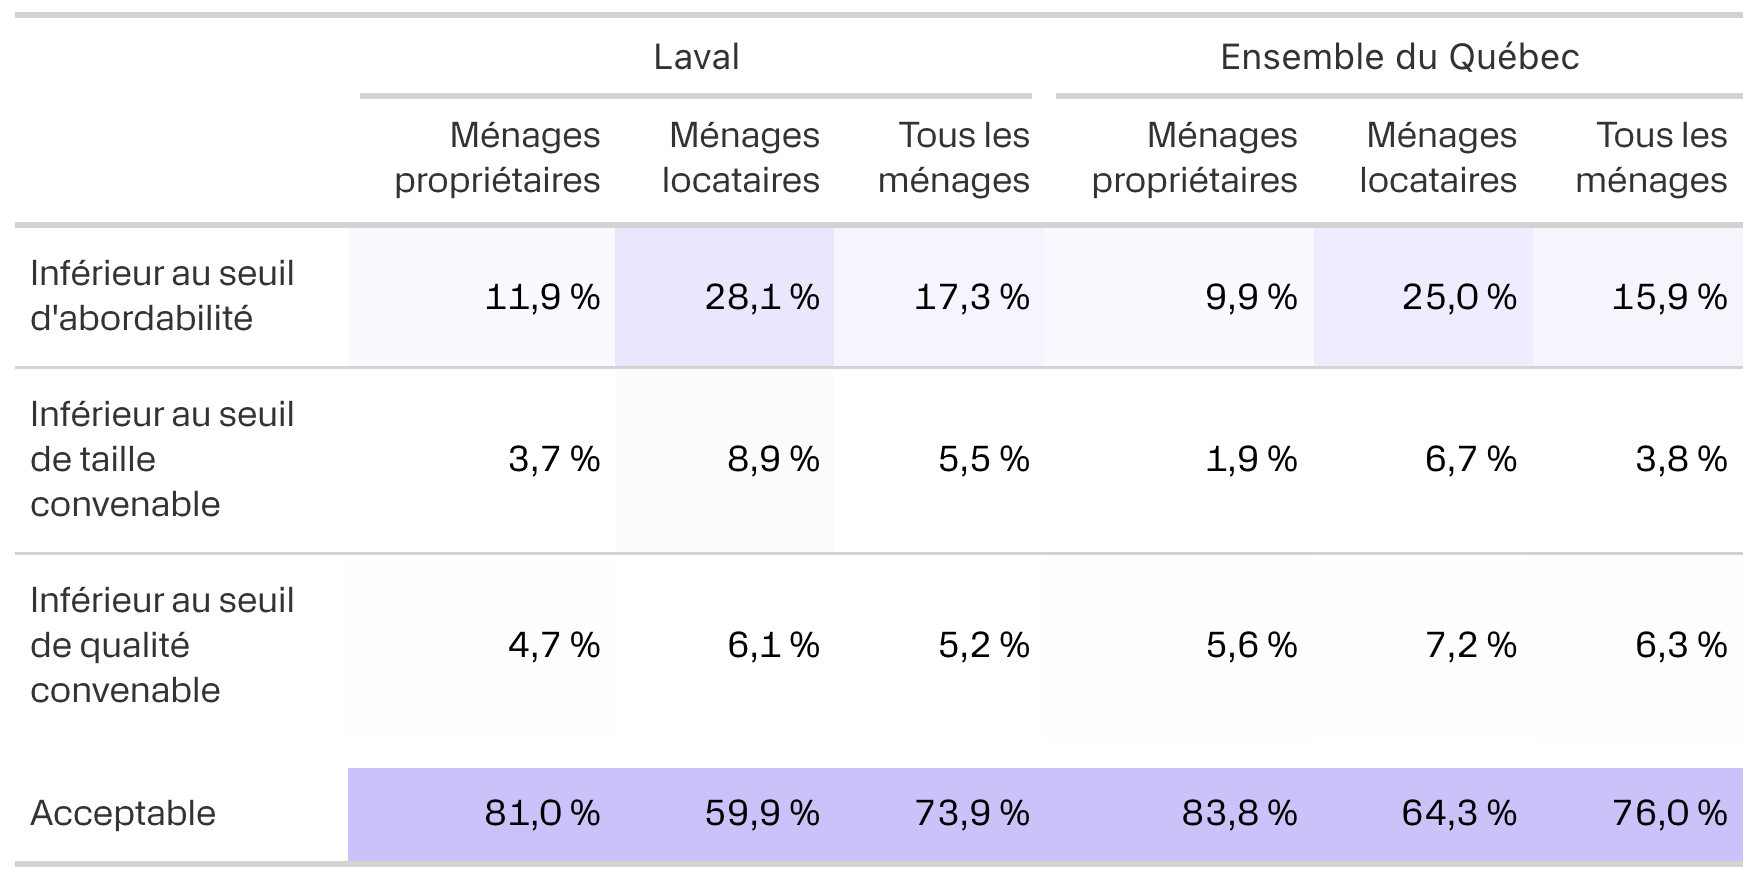 Laval Ensemble du Québec
Ménages Ménages Tous les Ménages Ménages Tous les
propriétaires locataires ménages propriétaires locataires ménages
Inférieur au seuil
d'abordabilité
11,9 % 28,1 % 17,3 % 9,9 % 25,0 % 15,9 %
Inférieur au seuil
de taille
convenable
3,7 % 8,9 % 5,5 % 1,9 % 6,7 % 3,8 %
Inférieur au seuil
de qualité
convenable
4,7 % 6,1 % 5,2 % 5,6 % 7,2 % 6,3 %
Acceptable 81,0 % 59,9 % 73,9 % 83,8 % 64,3 % 76,0 %